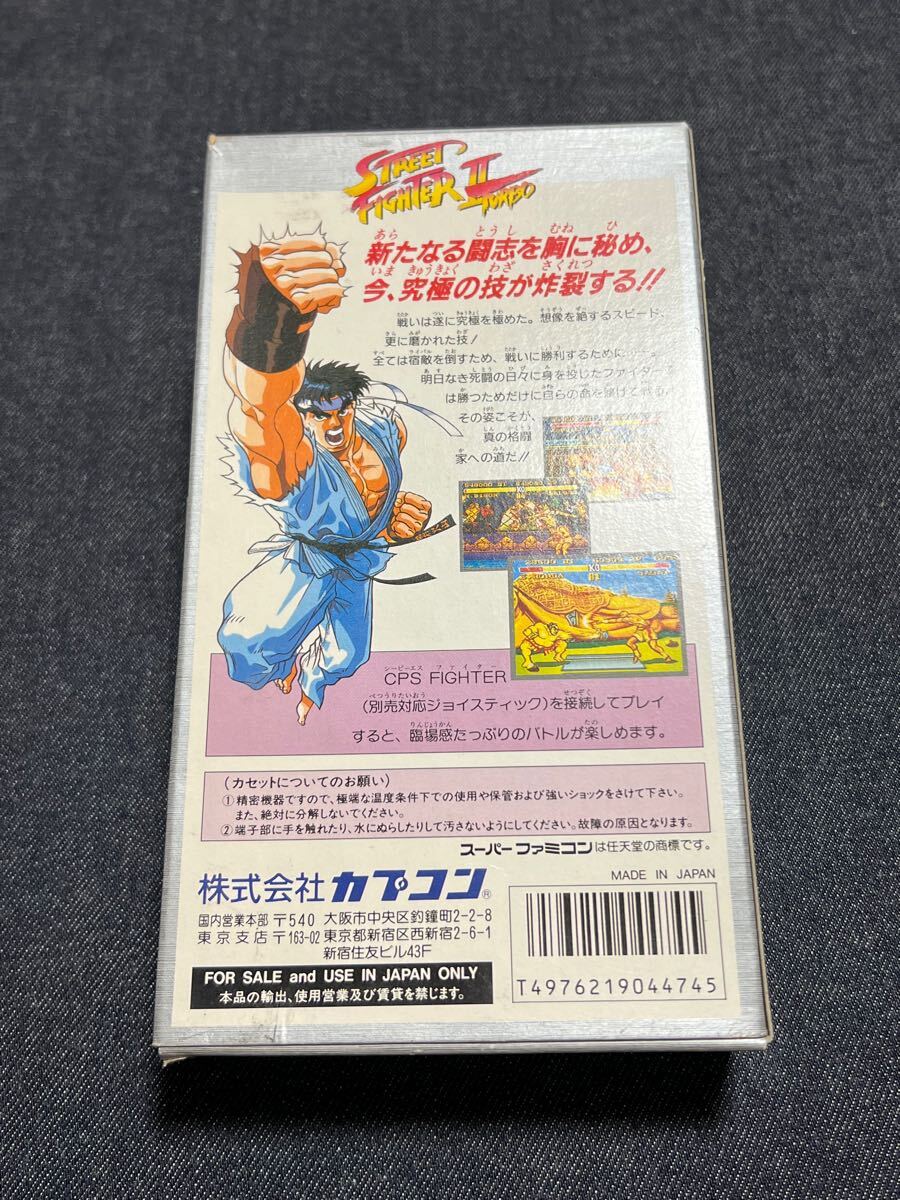 STREET
FIGHTER II TURBO
新たなる闘志を胸に秘め、
今、究極の技が炸裂する!!
戦いは遂に究極を極めた。想像を絶するスピード、
更に磨かれた技!
全ては宿敵を倒すため、戦いに勝利するために
明日なき死闘の日々に身を投じたファイター
は勝つためだけに自らの命を
その姿こそが、
真の格闘
家への道だ!!
CPS FIGHTER
(別売対応ジョイスティック)を接続してプレイ
すると、臨場感たっぷりのバトルが楽しめます。
(カセットについてのお願い)
①精密機器ですので、極端な温度条件下での使用や保管および強いショックをさけて下さい。
また、絶対に分解しないでください。
②端子部に手を触れたり、水にぬらしたりして汚さないようにしてください。故障の原因となります。
スーパーファミコンは任天堂の商標です。
MADE IN JAPAN
株式会社カプコン®
国内営業本部 〒540 大阪市中央区釣鐘町2-2-8
東京支店 〒163-02 東京都新宿区西新宿2-6-1
新宿住友ビル43F
FOR SALE and USE IN JAPAN ONLY
本品の輸出、使用営業及び賃貸を禁じます。
T4976219044745